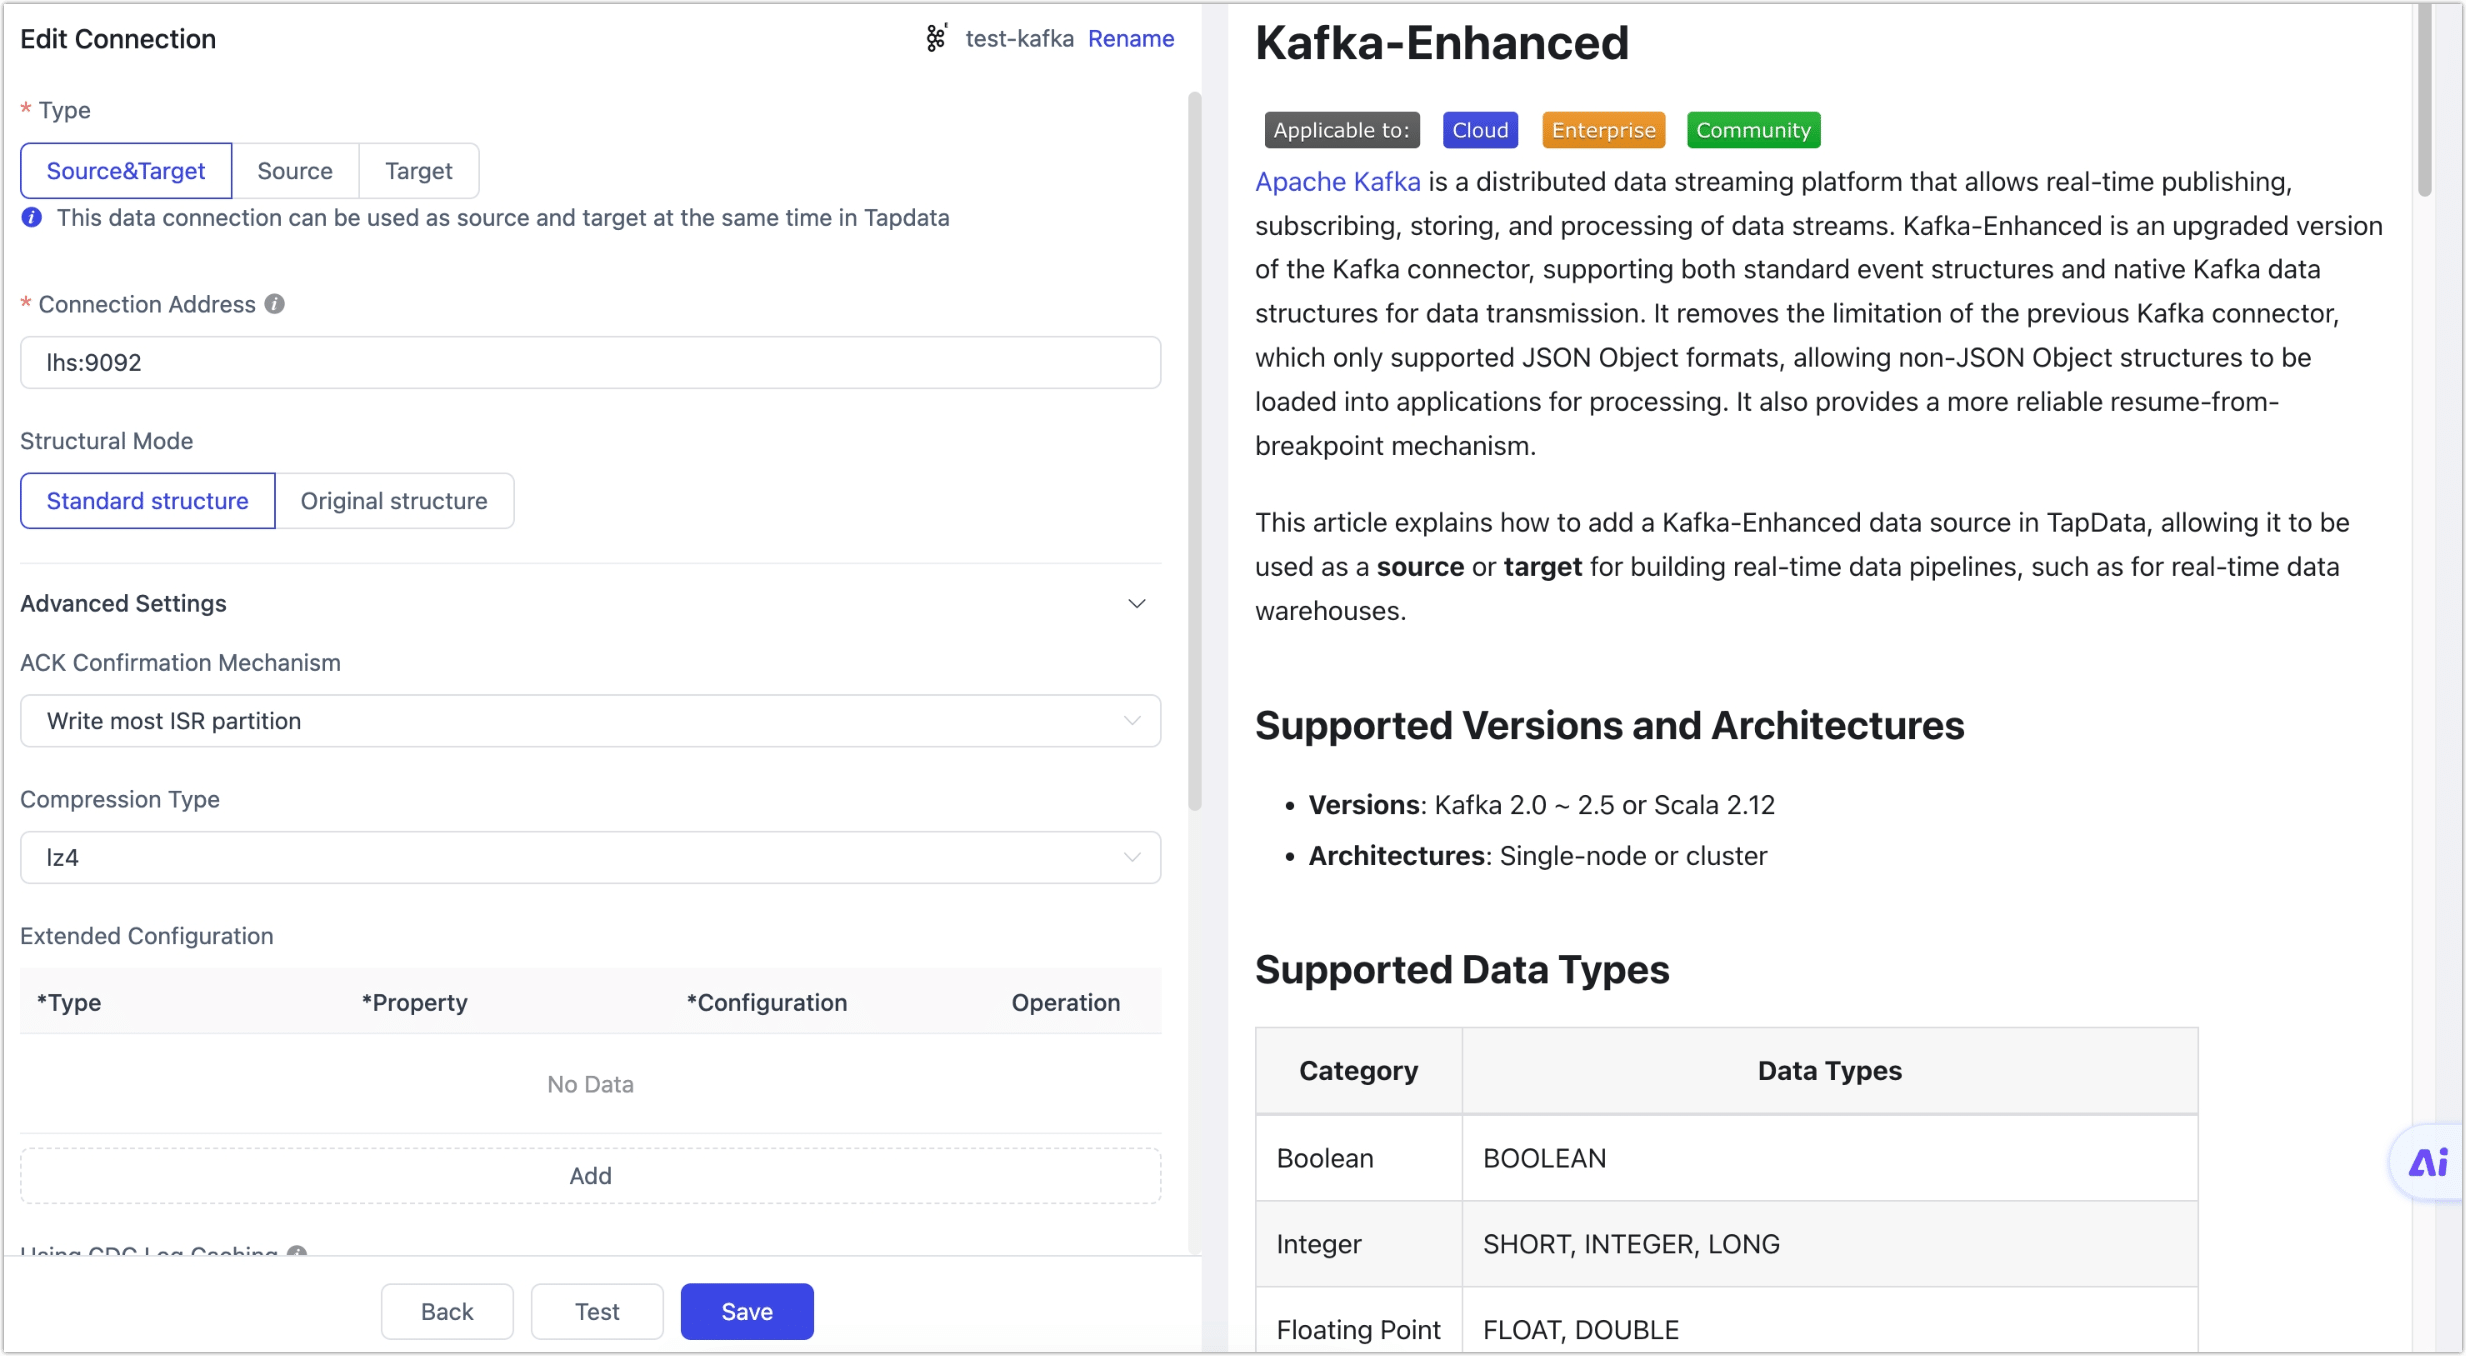 Edit Connection
test-kafka Rename
* Type
Source&Target Source Target
This data connection can be used as source and target at the same time in Tapdata
* Connection Address
lhs:9092
Structural Mode
Standard structure Original structure
Advanced Settings
ACK Confirmation Mechanism
Write most ISR partition
Compression Type
lz4
Extended Configuration
*Type *Property *Configuration Operation
No Data
Add
Using CDC Log Caching
Back Test Save
Kafka-Enhanced
Applicable to: Cloud Enterprise Community
Apache Kafka is a distributed data streaming platform that allows real-time publishing,
subscribing, storing, and processing of data streams. Kafka-Enhanced is an upgraded version
of the Kafka connector, supporting both standard event structures and native Kafka data
structures for data transmission. It removes the limitation of the previous Kafka connector,
which only supported JSON Object formats, allowing non-JSON Object structures to be
loaded into applications for processing. It also provides a more reliable resume-from-
breakpoint mechanism.
This article explains how to add a Kafka-Enhanced data source in TapData, allowing it to be
used as a source or target for building real-time data pipelines, such as for real-time data
warehouses.
Supported Versions and Architectures
• Versions: Kafka 2.0 ~ 2.5 or Scala 2.12
• Architectures: Single-node or cluster
Supported Data Types
Category Data Types
Boolean BOOLEAN
Integer SHORT, INTEGER, LONG
Floating Point FLOAT, DOUBLE
Ai